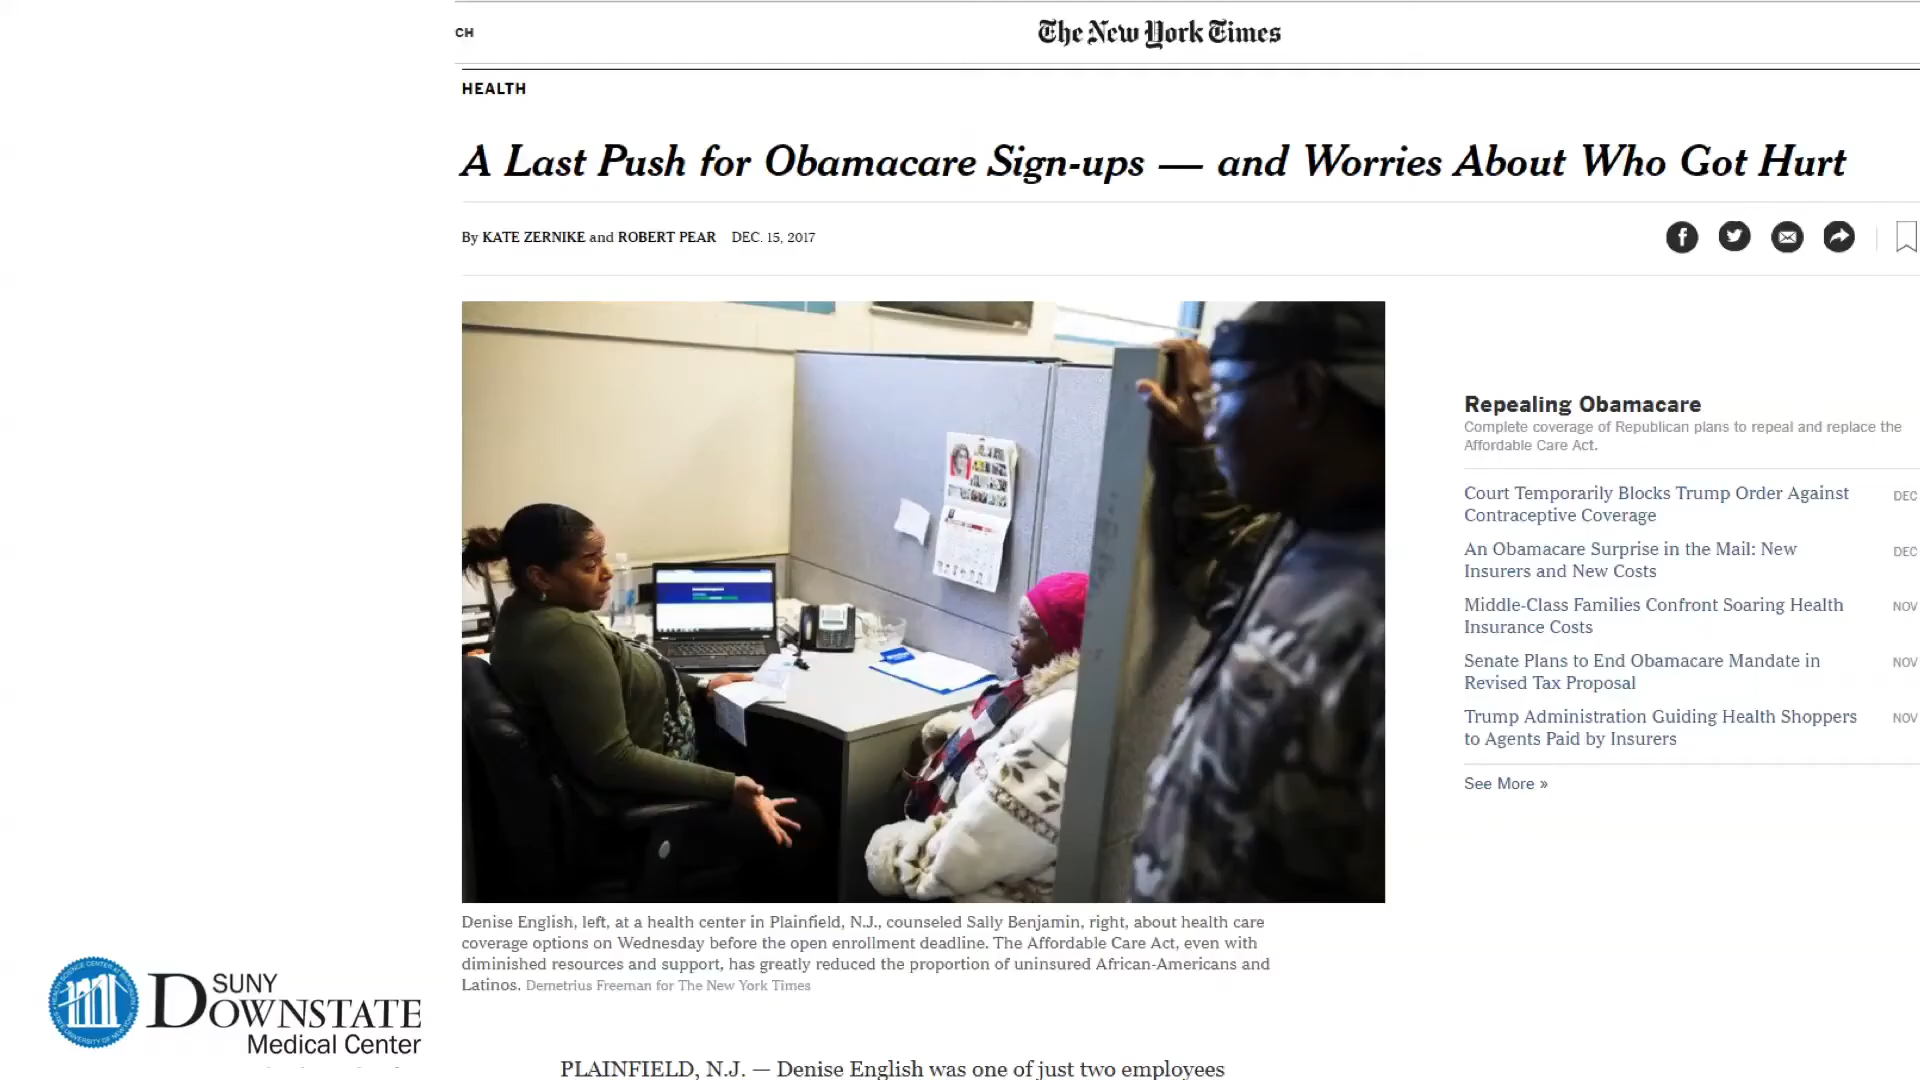 CH
The New York Times
HEALTH
A Last Push for Obamacare Sign-ups — and Worries About Who Got Hurt
By KATE ZERNIKE and ROBERT PEAR DEC. 15, 2017
Repealing Obamacare
Complete coverage of Republican plans to repeal and replace the
Affordable Care Act.
Court Temporarily Blocks Trump Order Against DEC
Contraceptive Coverage
An Obamacare Surprise in the Mail: New DEC
Insurers and New Costs
Middle-Class Families Confront Soaring Health NOV
Insurance Costs
Senate Plans to End Obamacare Mandate in NOV
Revised Tax Proposal
Trump Administration Guiding Health Shoppers NOV
to Agents Paid by Insurers
See More »
Denise English, left, at a health center in Plainfield, N.J., counseled Sally Benjamin, right, about health care
coverage options on Wednesday before the open enrollment deadline. The Affordable Care Act, even with
diminished resources and support, has greatly reduced the proportion of uninsured African-Americans and
Latinos. Demetrius Freeman for The New York Times
SUNY
DOWNSTATE
Medical Center
PLAINFIELD, N.J. — Denise English was one of just two employees